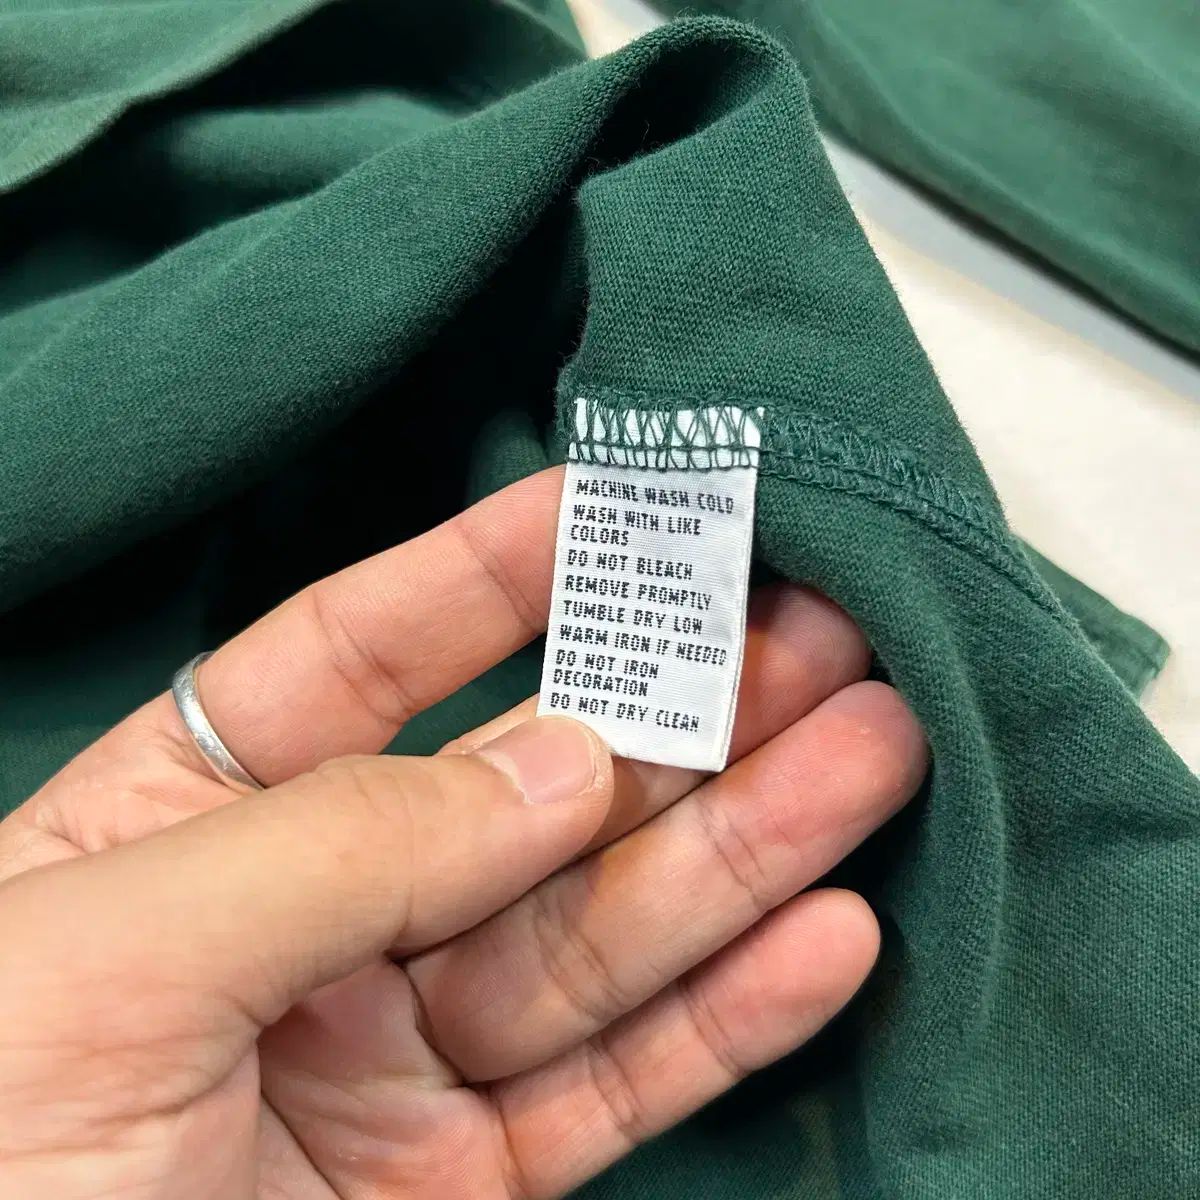 MACHINE WASH COLD
WASH WITH LIKE
COLORS
DO NOT BLEACH
REMOVE PROMPTLY
TUMBLE DRY LOW
WARM IRON IF NEEDED
DO NOT IRON
DECORATION
DO NOT DRY CLEAN